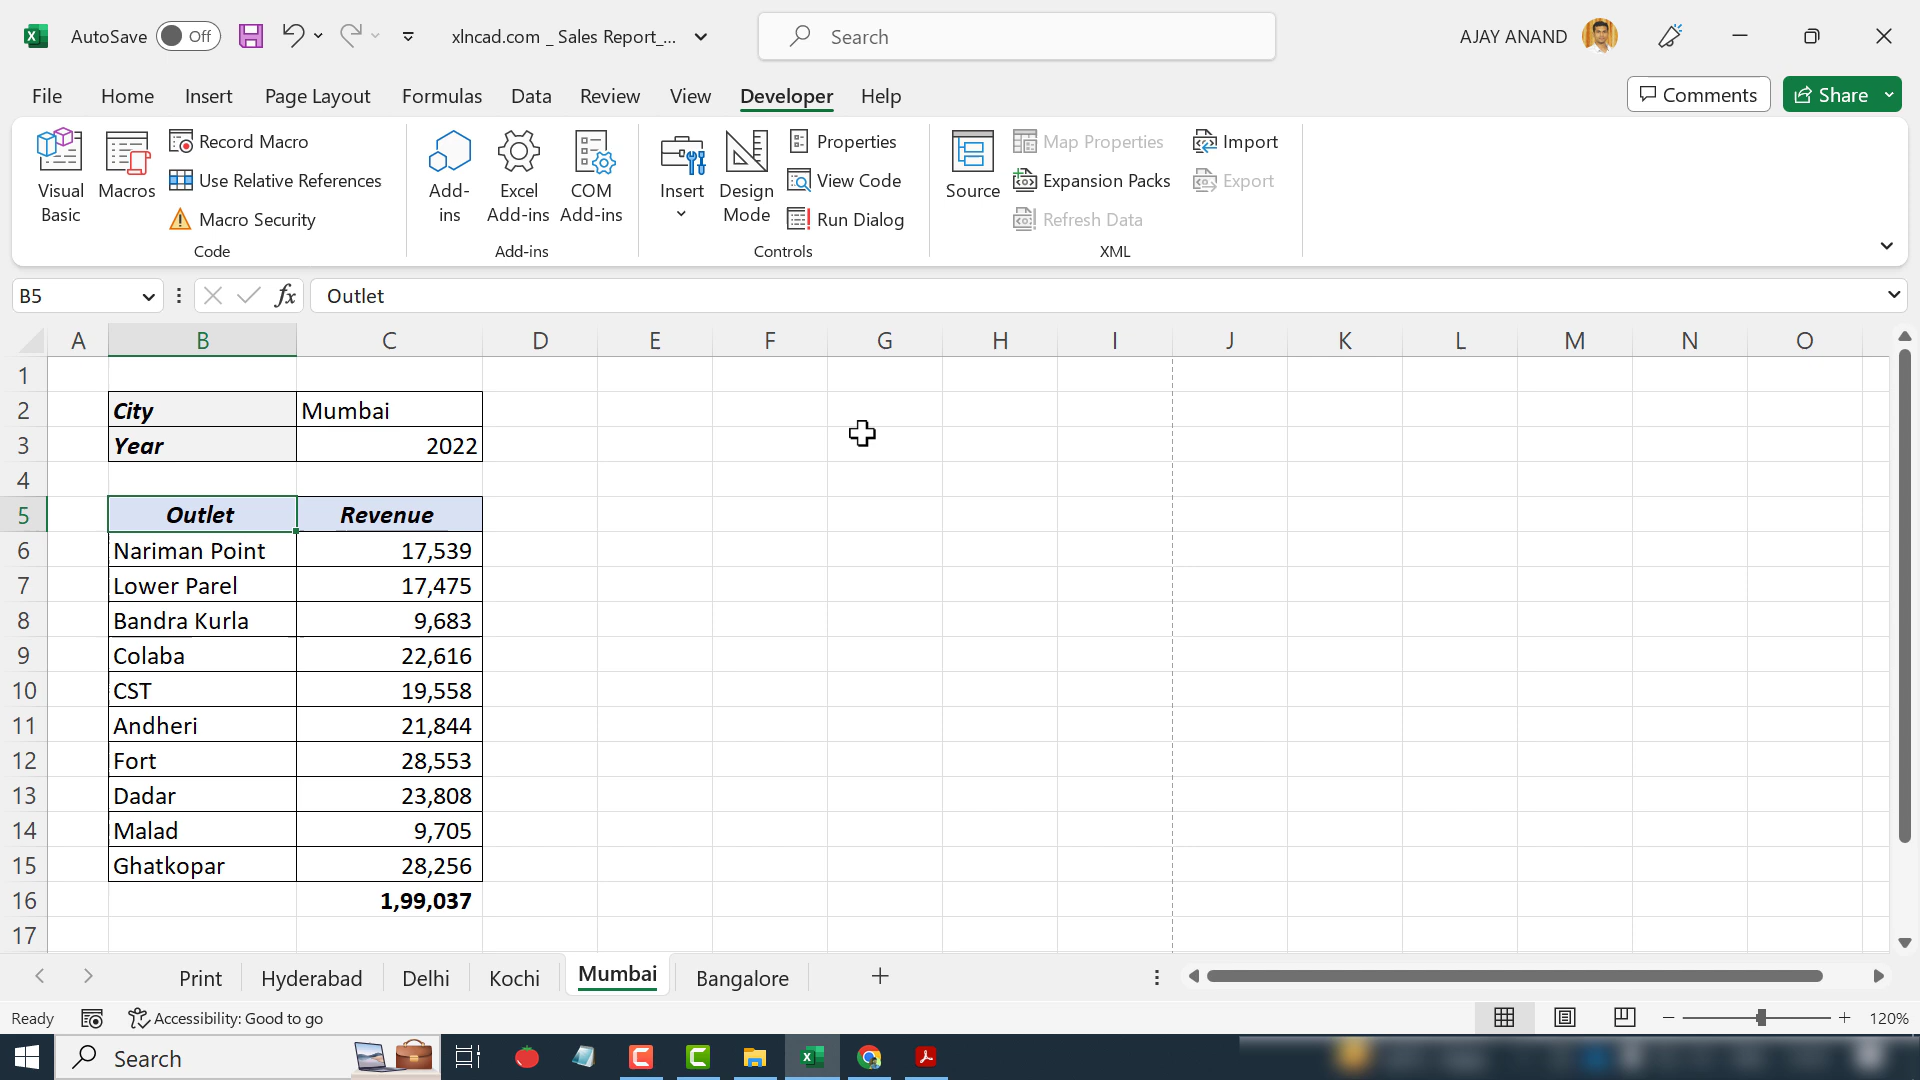 AutoSave Off xlncad.com _ Sales Report_... Search AJAY ANAND
File Home Insert Page Layout Formulas Data Review View Developer Help Comments Share
Visual Basic
Macros
Record Macro
Use Relative References
Macro Security
Code
Add-ins
Excel Add-ins
COM Add-ins
Add-ins
Insert
Design Mode
Properties
View Code
Run Dialog
Controls
Source
Map Properties
Expansion Packs
Refresh Data
Import
Export
XML
B5 fx Outlet
A B C D E F G H I J K L M N O
1
2 City Mumbai
3 Year 2022
4
5 Outlet Revenue
6 Nariman Point 17,539
7 Lower Parel 17,475
8 Bandra Kurla 9,683
9 Colaba 22,616
10 CST 19,558
11 Andheri 21,844
12 Fort 28,553
13 Dadar 23,808
14 Malad 9,705
15 Ghatkopar 28,256
16 1,99,037
17
Print Hyderabad Delhi Kochi Mumbai Bangalore
Ready Accessibility: Good to go 120%
Search